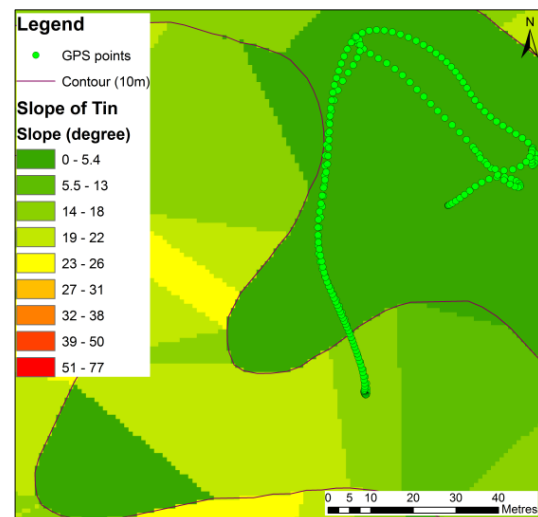 Legend
GPS points
Contour (10m)
Slope of Tin
Slope (degree)
0 - 5.4
5.5 - 13
14 - 18
19 - 22
23 - 26
27 - 31
32 - 38
39 - 50
51 - 77
N
0 5 10 20 30 40
Metres